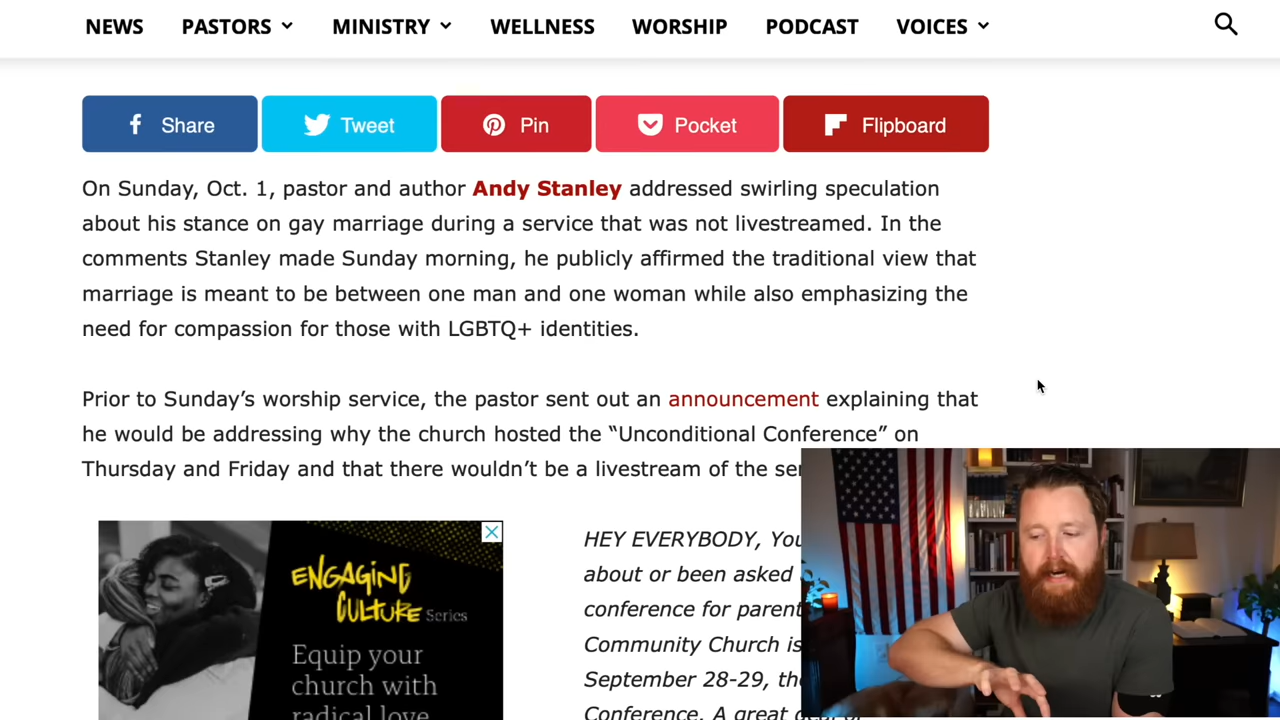 NEWS PASTORS MINISTRY WELLNESS WORSHIP PODCAST VOICES
Share Tweet Pin Pocket Flipboard
On Sunday, Oct. 1, pastor and author Andy Stanley addressed swirling speculation
about his stance on gay marriage during a service that was not livestreamed. In the
comments Stanley made Sunday morning, he publicly affirmed the traditional view that
marriage is meant to be between one man and one woman while also emphasizing the
need for compassion for those with LGBTQ+ identities.
Prior to Sunday’s worship service, the pastor sent out an announcement explaining that
he would be addressing why the church hosted the “Unconditional Conference” on
Thursday and Friday and that there wouldn’t be a livestream of the
ENGAGING
CULTURE Series
Equip your
church with
radical love
HEY EVERYBODY,
about or been asked
conference for
Community Church is
September 28-29,
Conference. A great deal of